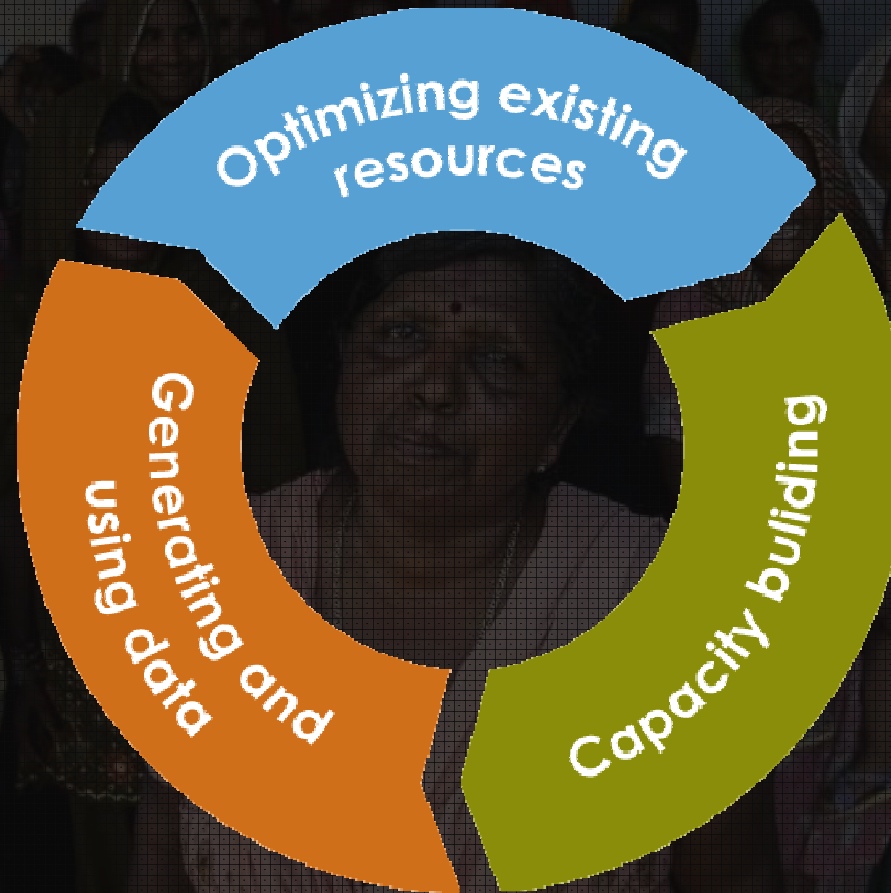 Optimizing existing
resources
Capacity buliding
Generating and
using data